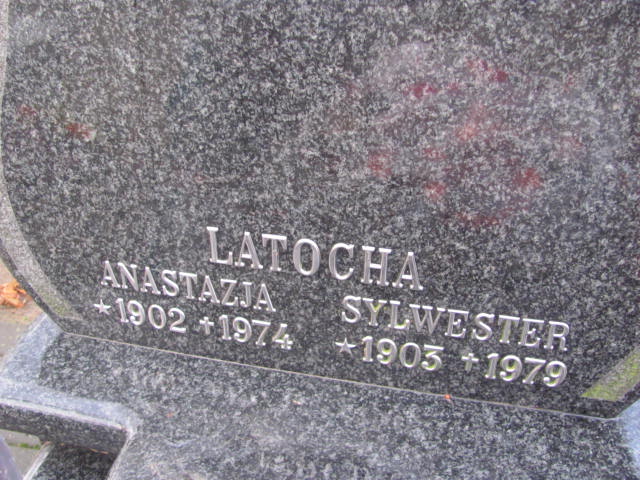 LATOCHA
ANASTAZJA
*1902 †1974
SYLWESTER
*1903 †1979